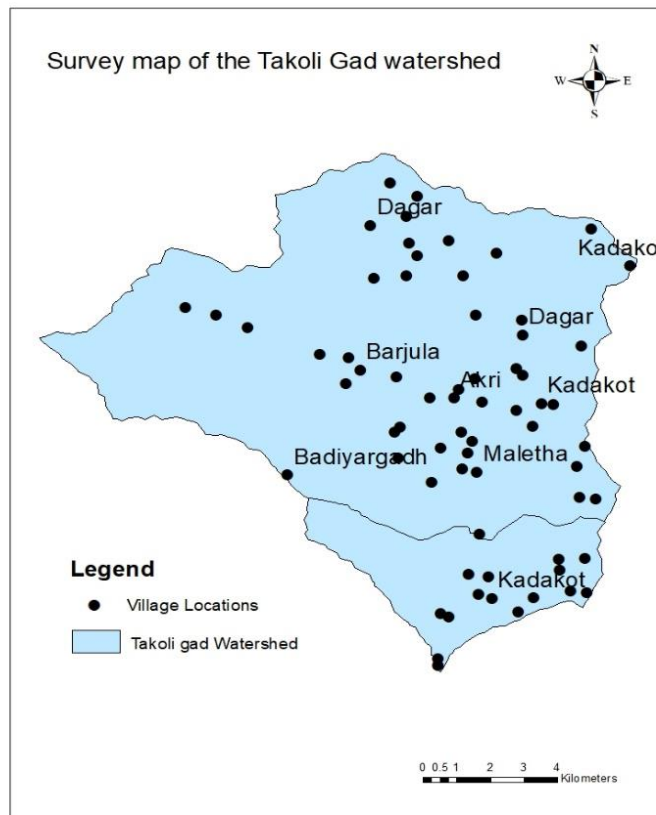 Survey map of the Takoli Gad watershed
N
W E
S
Dagar
Kadako
Dagar
Barjula
Akri
Kadakot
Badiyargadh
Maletha
Kadakot
Legend
Village Locations
Takoli gad Watershed
0 0.5 1 2 3 4
Kilometers